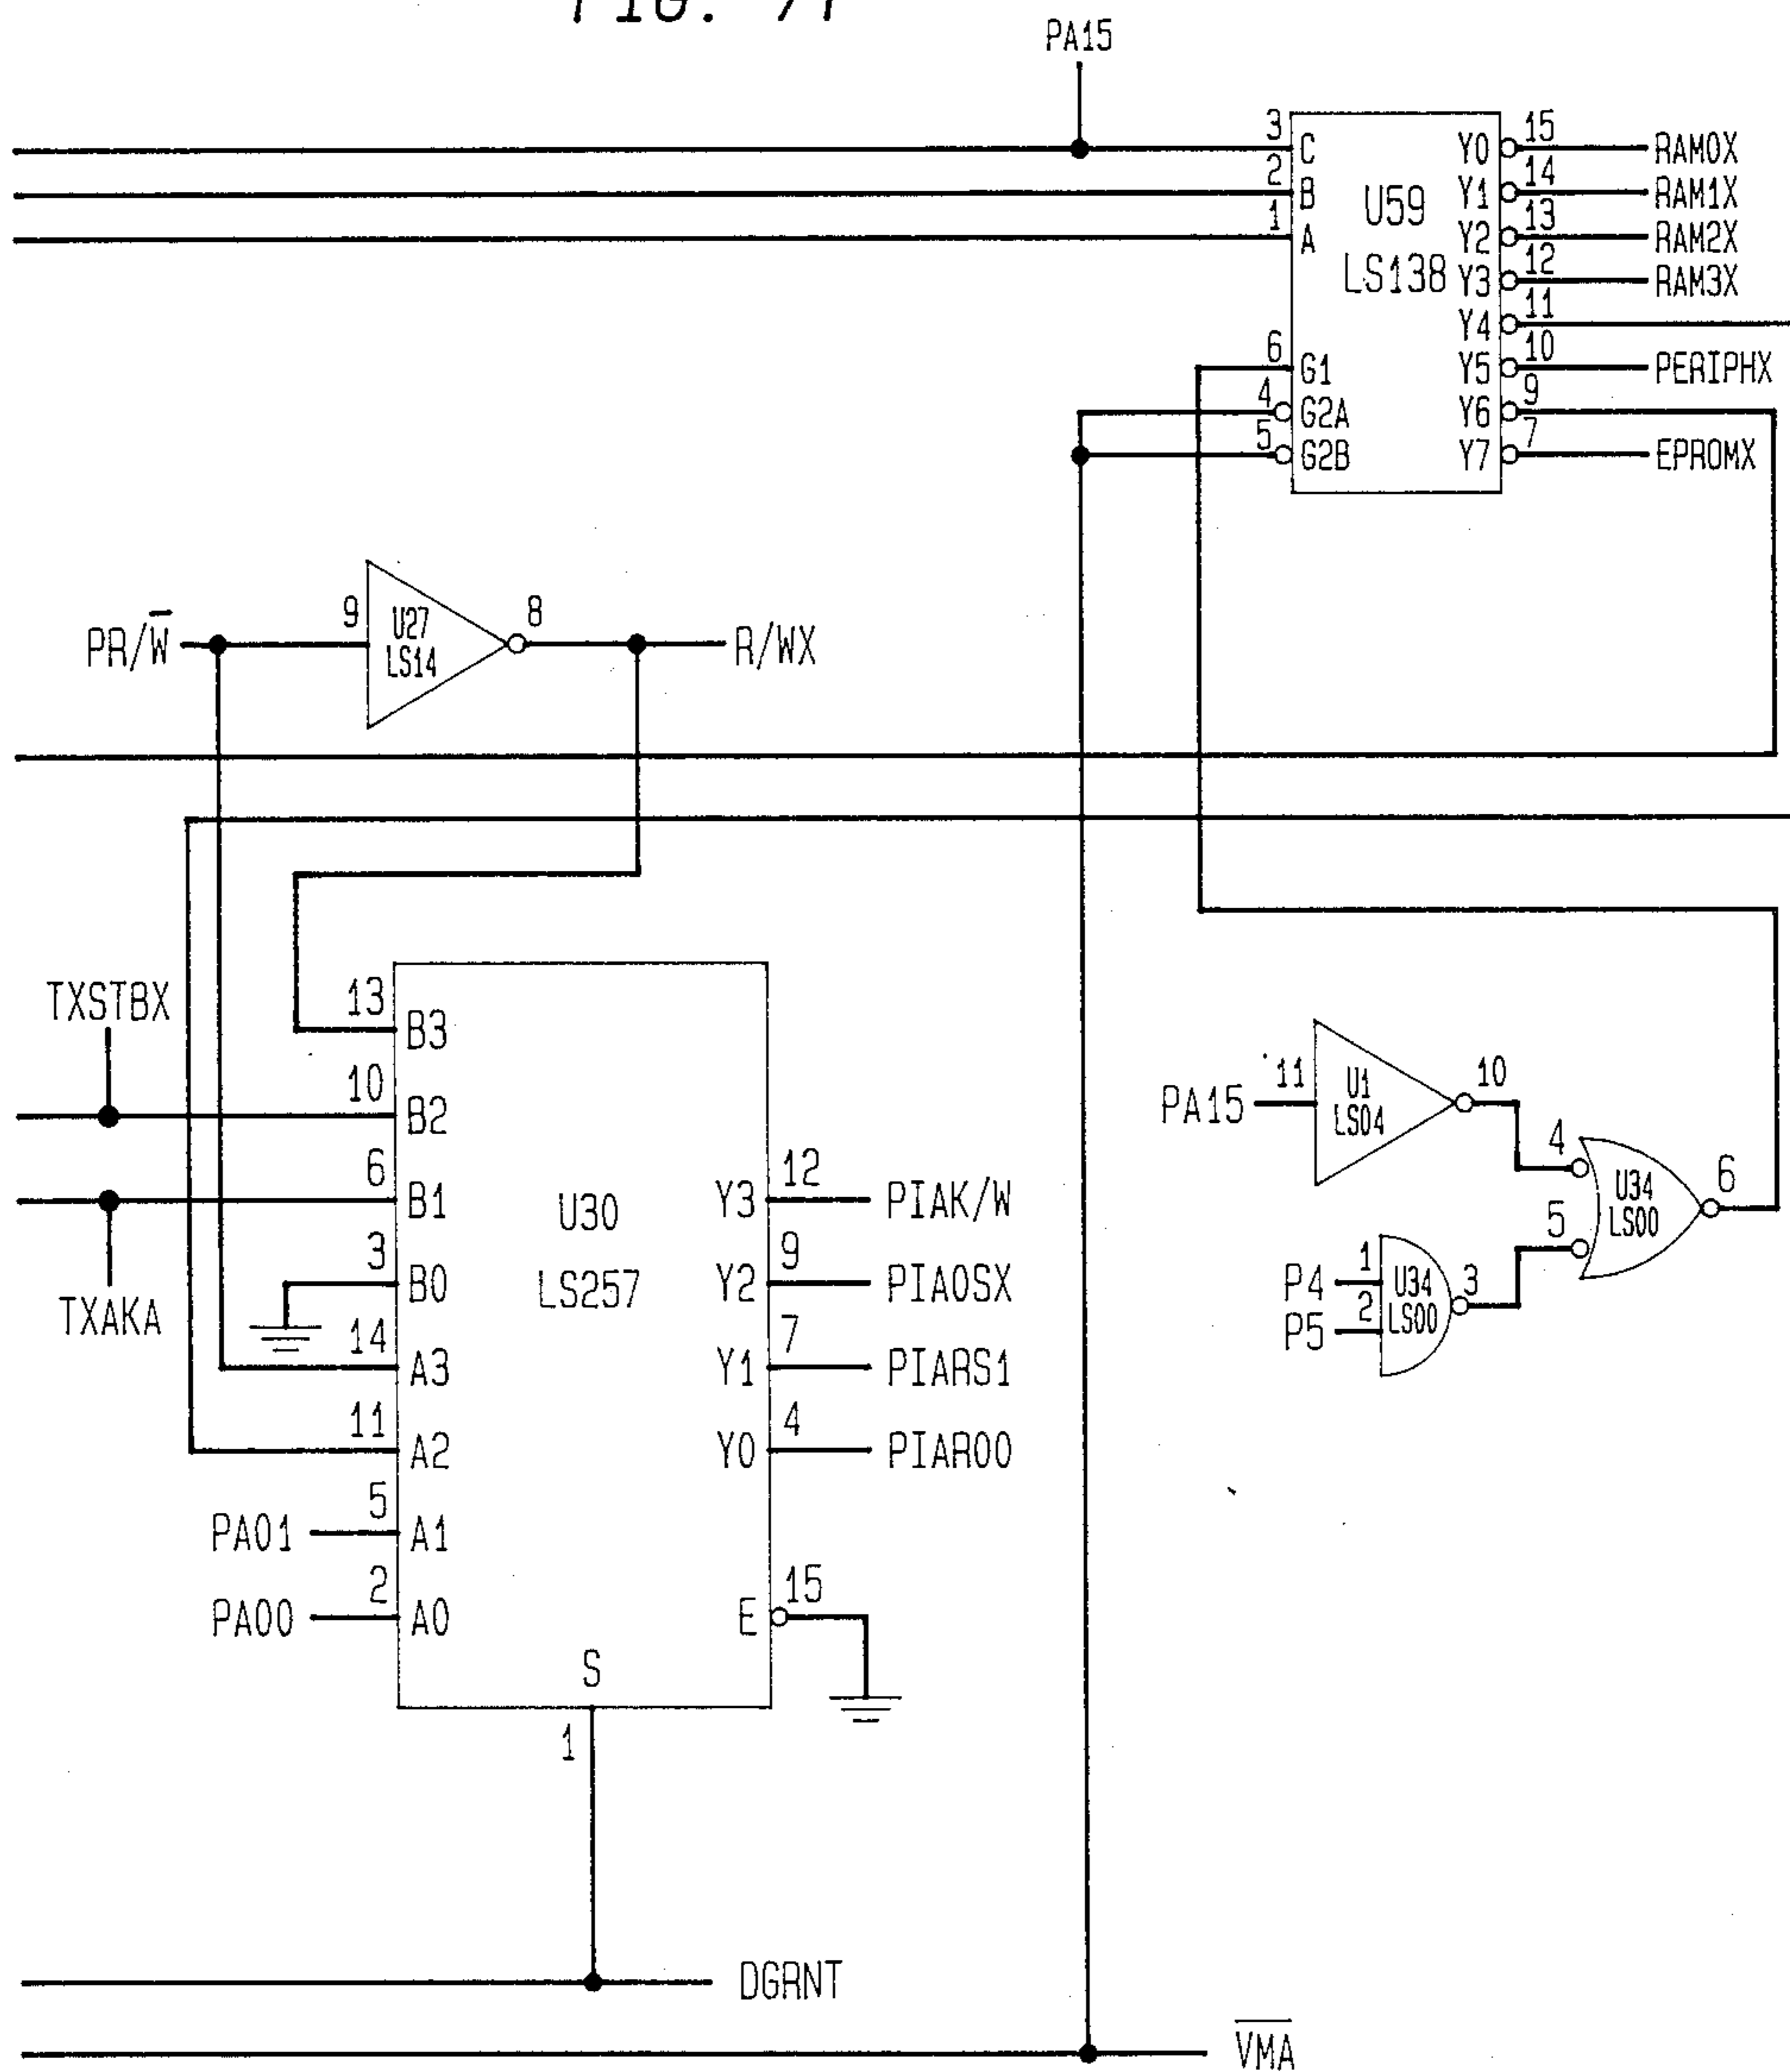 PA15
3 C Y0 15 RAM0X
2 B Y1 14 RAM1X
1 A U59 Y2 13 RAM2X
LS138 Y3 12 RAM3X
Y4 11
6 G1 Y5 10 PERIPHX
4 G2A Y6 9
5 G2B Y7 7 EPROMX
PR/W̅ 9 U27 LS14 8 R/WX
TXSTBX
13 B3
10 B2
6 B1
3 B0
TXAKA
14 A3
11 A2
PA01 5 A1
PA00 2 A0
U30
LS257
Y3 12 PIAK/W
Y2 9 PIA0SX
Y1 7 PIARS1
Y0 4 PIAR00
E 15
S
1
PA15 11 U1 LS04 10
4
5
U34 LS00 6
P4 1
P5 2
U34 LS00 3
DGRNT
V̅M̅A̅